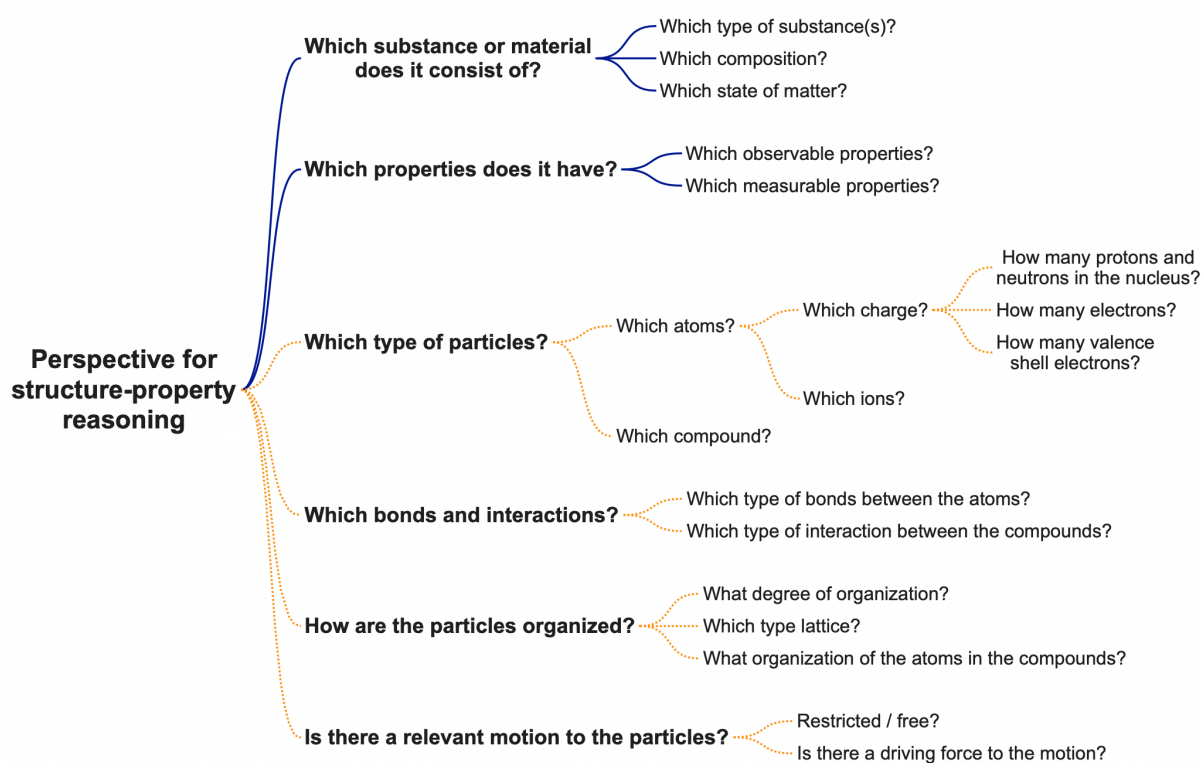 Which type of substance(s)?
Which substance or material
does it consist of?
Which composition?
Which state of matter?
Which properties does it have?
Which observable properties?
Which measurable properties?
Perspective for
structure-property
reasoning
Which type of particles?
Which atoms?
Which charge?
How many protons and
neutrons in the nucleus?
How many electrons?
How many valence
shell electrons?
Which ions?
Which compound?
Which bonds and interactions?
Which type of bonds between the atoms?
Which type of interaction between the compounds?
How are the particles organized?
What degree of organization?
Which type lattice?
What organization of the atoms in the compounds?
Is there a relevant motion to the particles?
Restricted / free?
Is there a driving force to the motion?